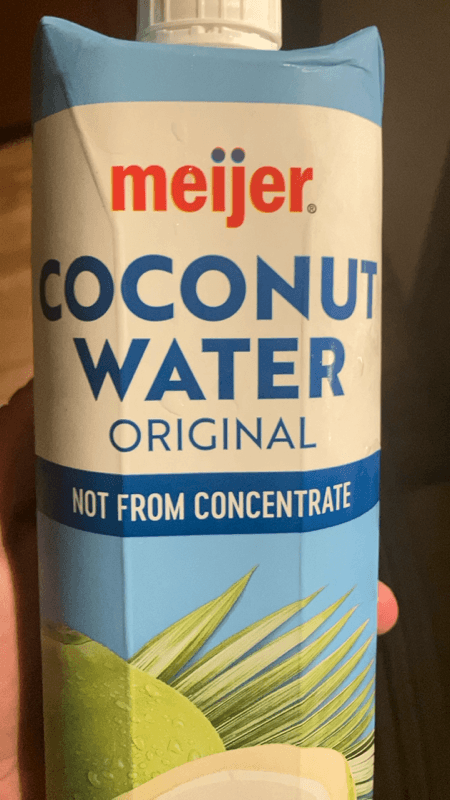 meijer®
COCONUT
WATER
ORIGINAL
NOT FROM CONCENTRATE